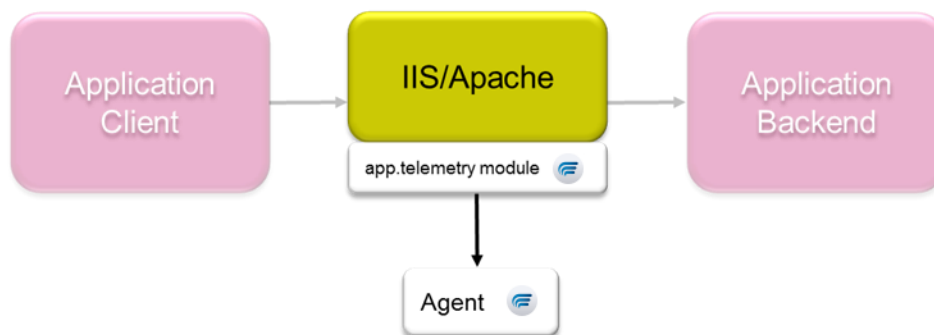 Application
Client
IIS/Apache
app.telemetry module
Application
Backend
Agent